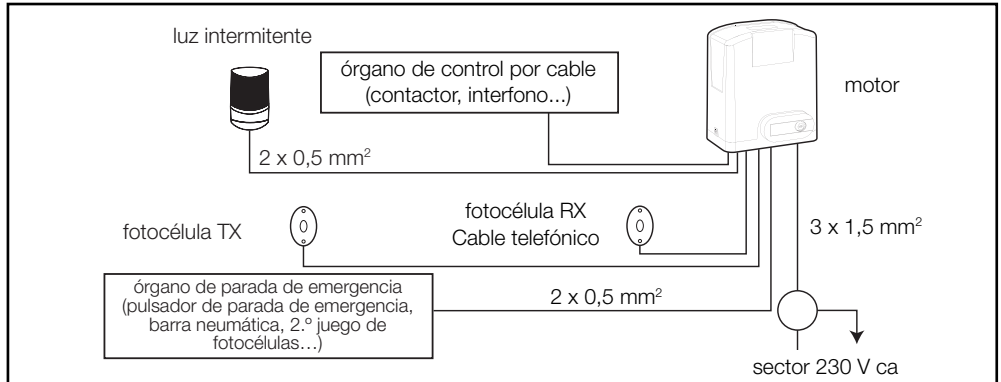 luz intermitente
órgano de control por cable
(contactor, interfono...)
motor
2 x 0,5 mm²
fotocélula TX
fotocélula RX
Cable telefónico
3 x 1,5 mm²
órgano de parada de emergencia
(pulsador de parada de emergencia,
barra neumática, 2.º juego de
fotocélulas…)
2 x 0,5 mm²
sector 230 V ca